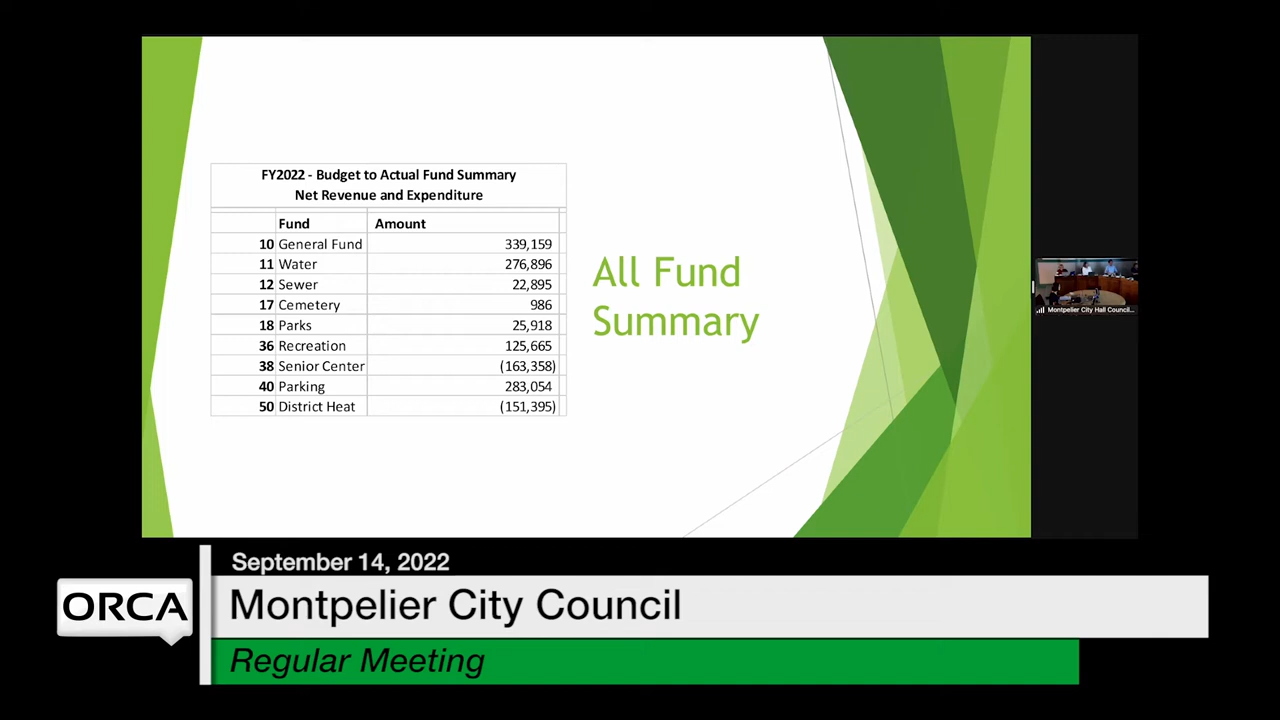 FY2022 - Budget to Actual Fund Summary
Net Revenue and Expenditure
Fund Amount
10 General Fund 339,159
11 Water 276,896
12 Sewer 22,895
17 Cemetery 986
18 Parks 25,918
36 Recreation 125,665
38 Senior Center (163,358)
40 Parking 283,054
50 District Heat (151,395)
All Fund
Summary
Montpelier City Hall Council...
September 14, 2022
ORCA
Montpelier City Council
Regular Meeting